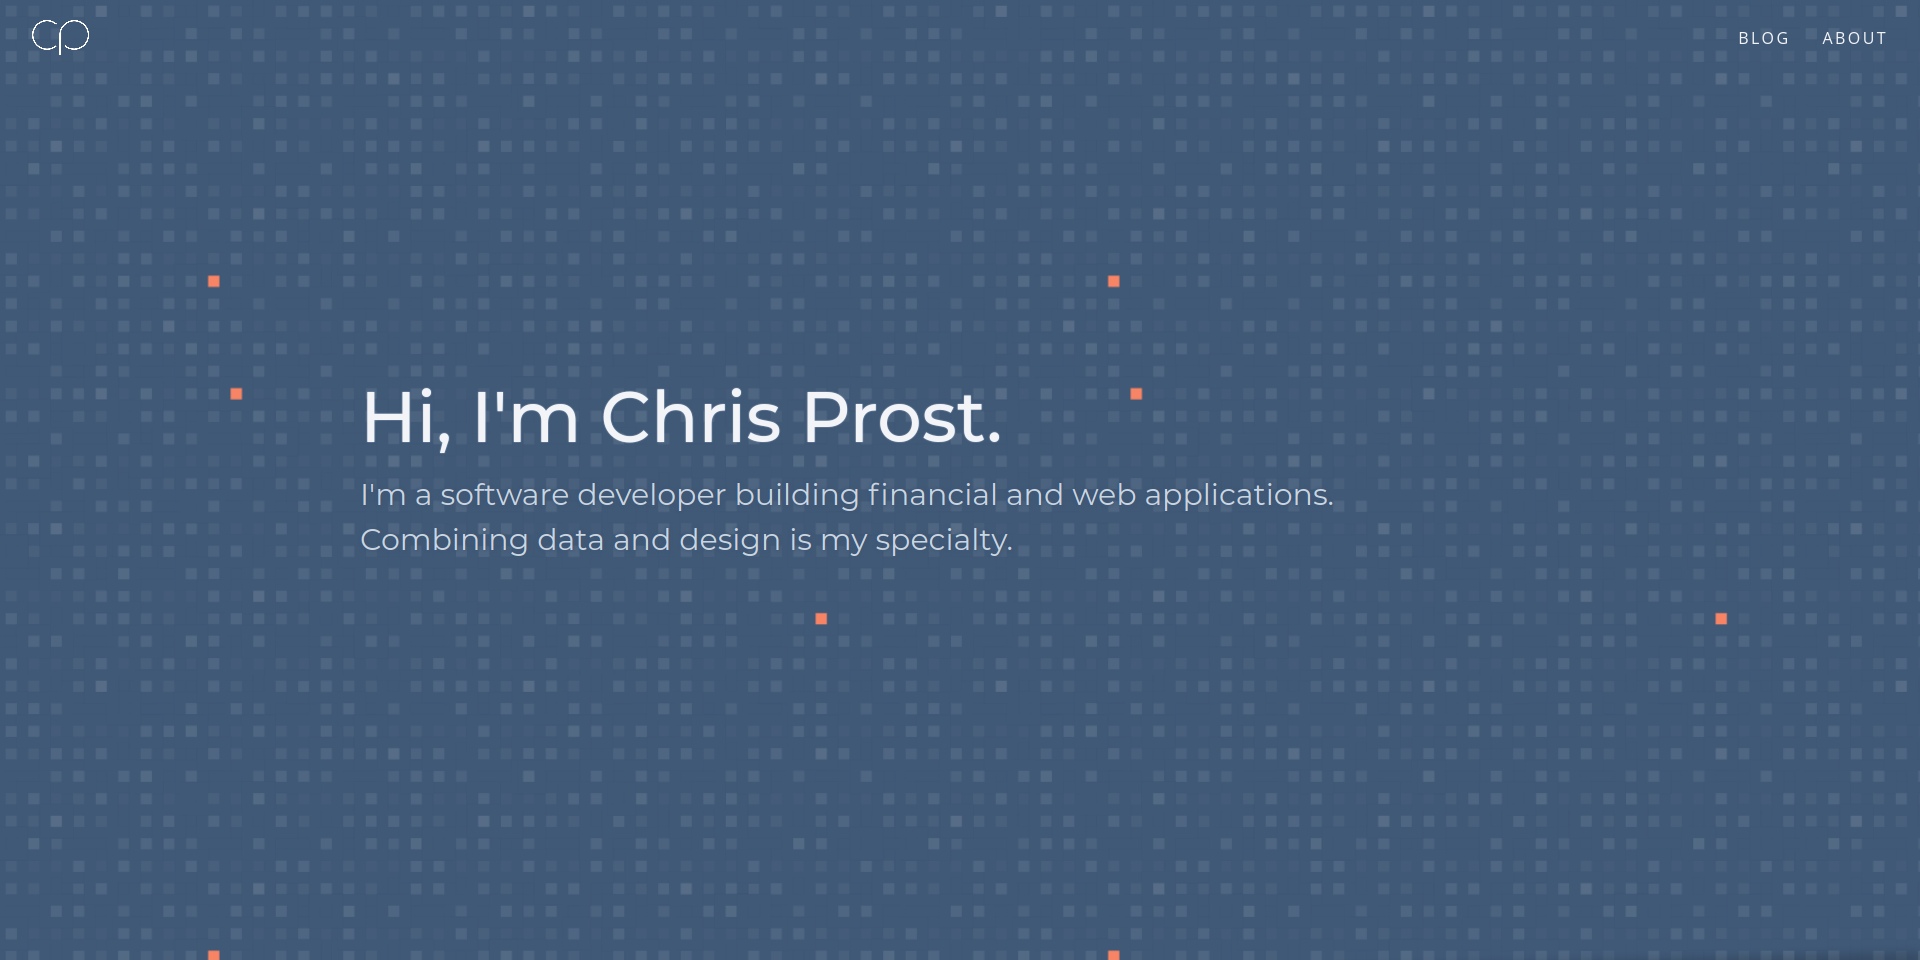 cp
BLOG ABOUT
Hi, I'm Chris Prost.
I'm a software developer building financial and web applications.
Combining data and design is my specialty.